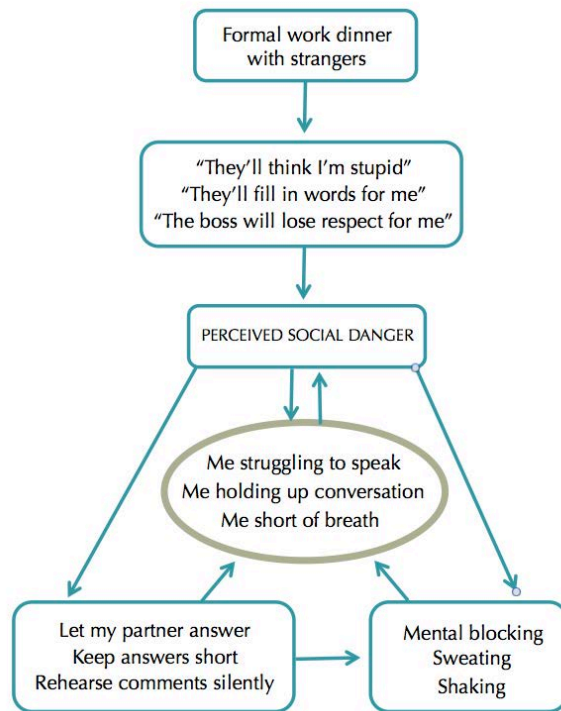 Formal work dinner
with strangers
“They’ll think I’m stupid”
“They’ll fill in words for me”
“The boss will lose respect for me”
PERCEIVED SOCIAL DANGER
Me struggling to speak
Me holding up conversation
Me short of breath
Let my partner answer
Keep answers short
Rehearse comments silently
Mental blocking
Sweating
Shaking